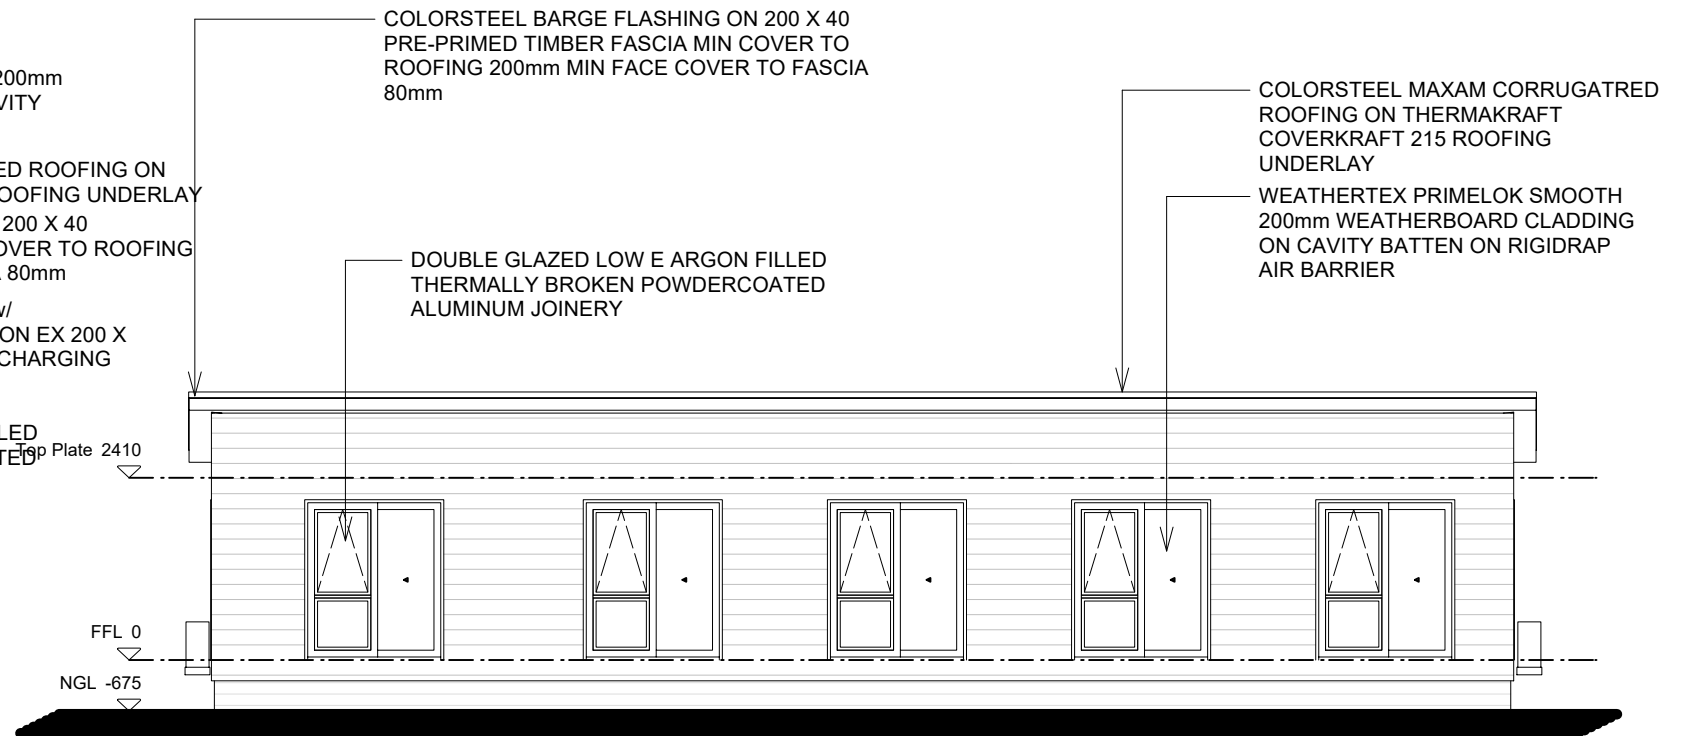 COLORSTEEL BARGE FLASHING ON 200 X 40
PRE-PRIMED TIMBER FASCIA MIN COVER TO
ROOFING 200mm MIN FACE COVER TO FASCIA
80mm
200mm
VITY
ED ROOFING ON
OOFING UNDERLAY
200 X 40
OVER TO ROOFING
80mm
w/
ON EX 200 X
CHARGING
LED
TED
COLORSTEEL MAXAM CORRUGATRED
ROOFING ON THERMAKRAFT
COVERKRAFT 215 ROOFING
UNDERLAY
WEATHERTEX PRIMELOK SMOOTH
200mm WEATHERBOARD CLADDING
ON CAVITY BATTEN ON RIGIDRAP
AIR BARRIER
DOUBLE GLAZED LOW E ARGON FILLED
THERMALLY BROKEN POWDERCOATED
ALUMINUM JOINERY
Top Plate 2410
FFL 0
NGL -675